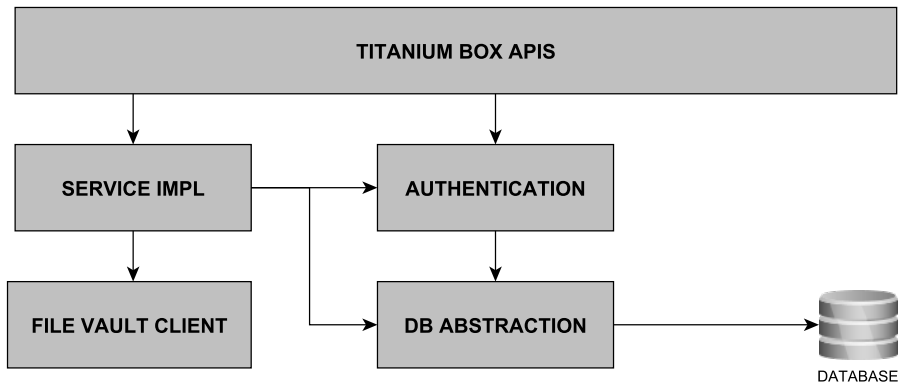 TITANIUM BOX APIS
SERVICE IMPL
AUTHENTICATION
FILE VAULT CLIENT
DB ABSTRACTION
DATABASE